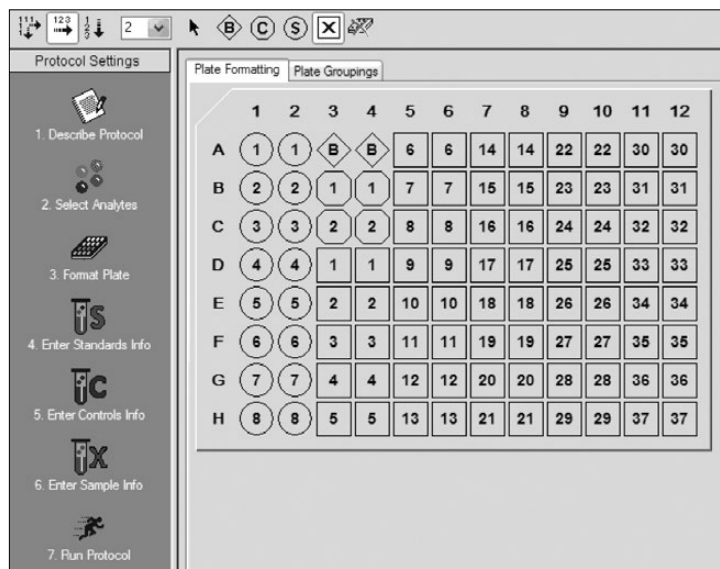 111 123 1 2 3 2 B C S X
Protocol Settings
1. Describe Protocol
2. Select Analytes
3. Format Plate
S
4. Enter Standards Info
C
5. Enter Controls Info
X
6. Enter Sample Info
7. Run Protocol
Plate Formatting Plate Groupings
1 2 3 4 5 6 7 8 9 10 11 12
A 1 1 B B 6 6 14 14 22 22 30 30
B 2 2 1 1 7 7 15 15 23 23 31 31
C 3 3 2 2 8 8 16 16 24 24 32 32
D 4 4 1 1 9 9 17 17 25 25 33 33
E 5 5 2 2 10 10 18 18 26 26 34 34
F 6 6 3 3 11 11 19 19 27 27 35 35
G 7 7 4 4 12 12 20 20 28 28 36 36
H 8 8 5 5 13 13 21 21 29 29 37 37